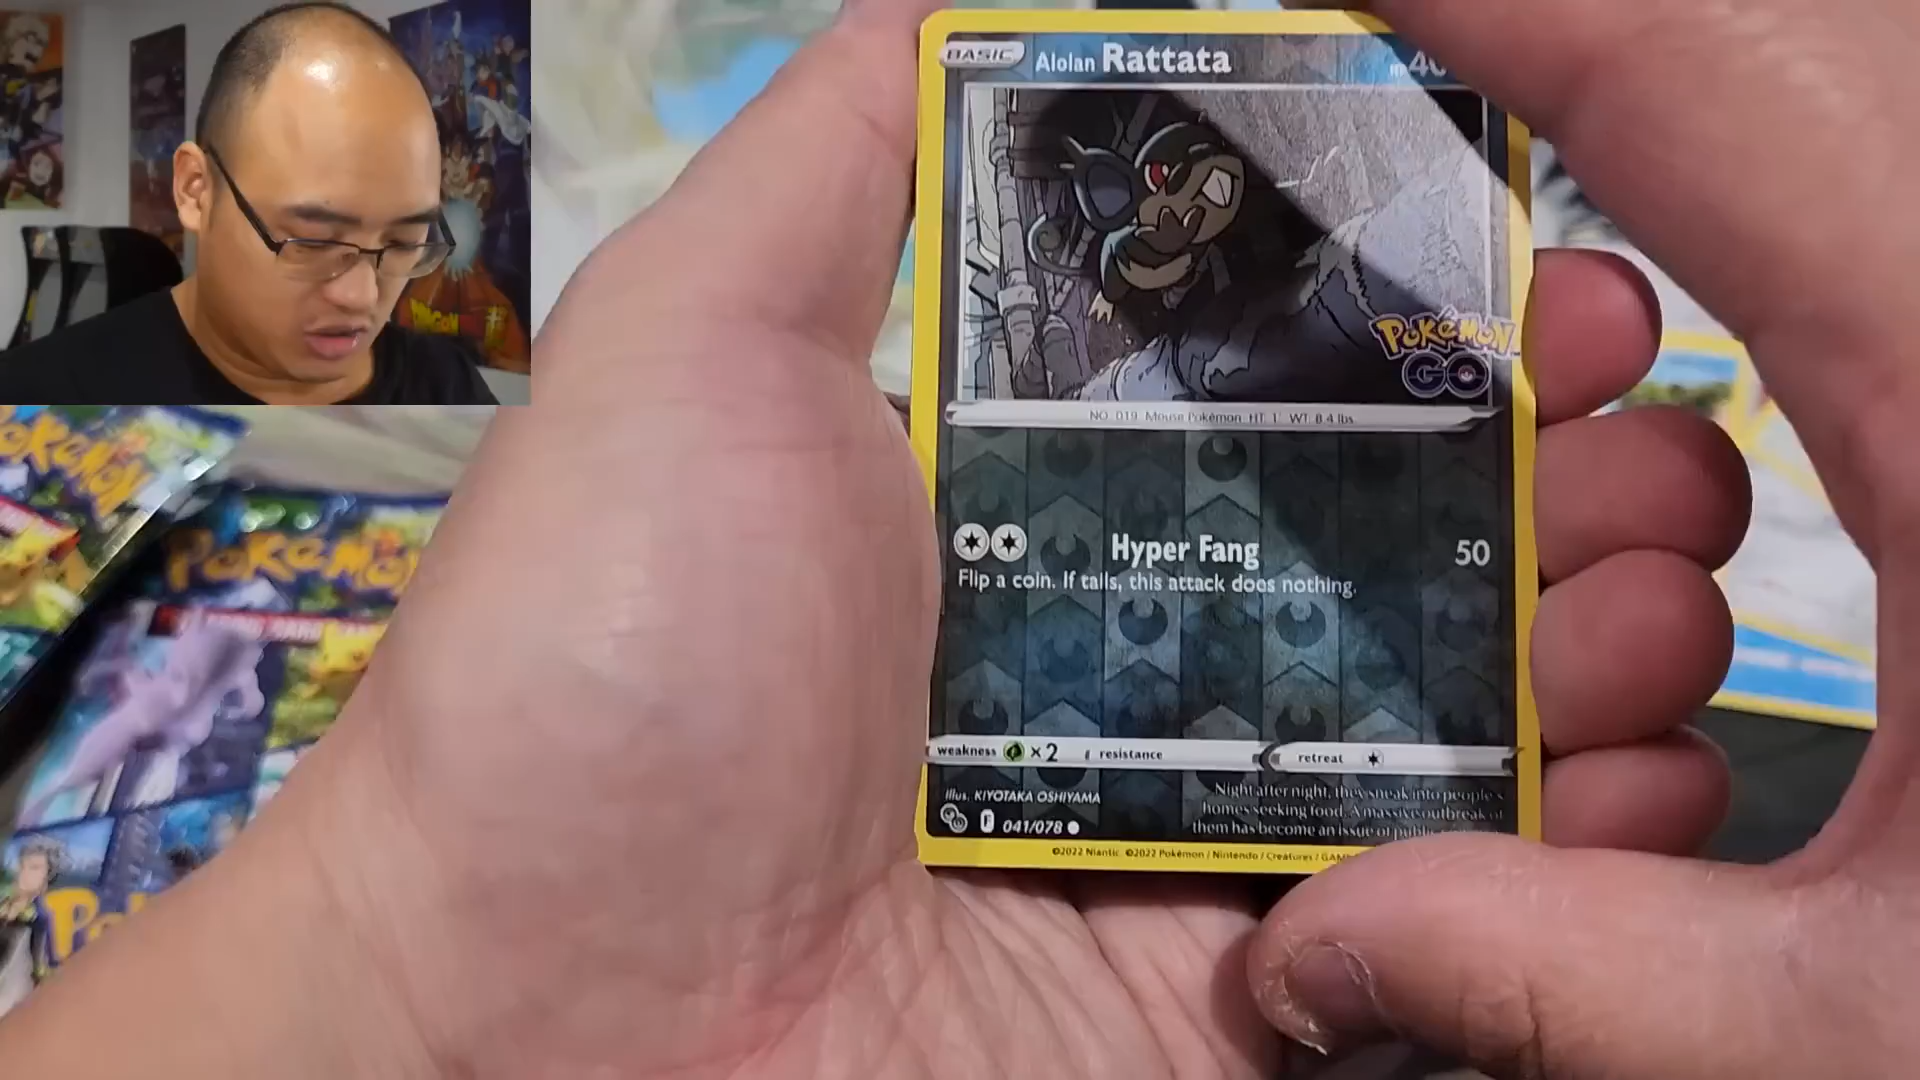 BASIC Alolan Rattata
POKéMON
GO
NO. 019 Mouse Pokémon HT: 1' WT: 8.4 lbs
Hyper Fang 50
Flip a coin. If tails, this attack does nothing.
weakness ×2 resistance retreat
Illus. KIYOTAKA OSHIYAMA
Night after night, they sneak into people's
homes seeking food. A massive outbreak of
them has become an issue of
F 041/078
©2022 Niantic. ©2022 Pokémon / Nintendo / Creatures /
POKéMON
POKéMON
DRAGON